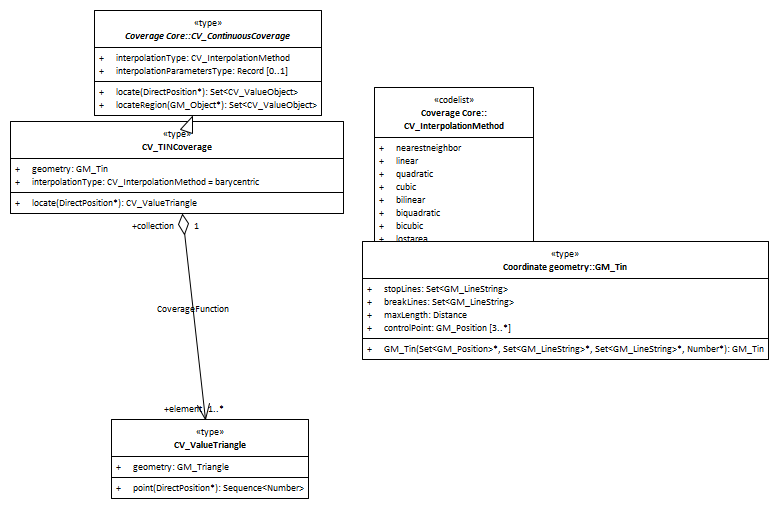 «type»
Coverage Core::CV_ContinuousCoverage
+ interpolationType: CV_InterpolationMethod
+ interpolationParametersType: Record [0..1]
+ locate(DirectPosition*): Set<CV_ValueObject>
+ locateRegion(GM_Object*): Set<CV_ValueObject>
«type»
CV_TINCoverage
+ geometry: GM_Tin
+ interpolationType: CV_InterpolationMethod = barycentric
+ locate(DirectPosition*): CV_ValueTriangle
+collection 1
CoverageFunction
+element 1..*
«type»
CV_ValueTriangle
+ geometry: GM_Triangle
+ point(DirectPosition*): Sequence<Number>
«codelist»
Coverage Core::
CV_InterpolationMethod
+ nearestneighbor
+ linear
+ quadratic
+ cubic
+ bilinear
+ biquadratic
+ bicubic
+ lostarea
«type»
Coordinate geometry::GM_Tin
+ stopLines: Set<GM_LineString>
+ breakLines: Set<GM_LineString>
+ maxLength: Distance
+ controlPoint: GM_Position [3..*]
+ GM_Tin(Set<GM_Position>*, Set<GM_LineString>*, Set<GM_LineString>*, Number*): GM_Tin